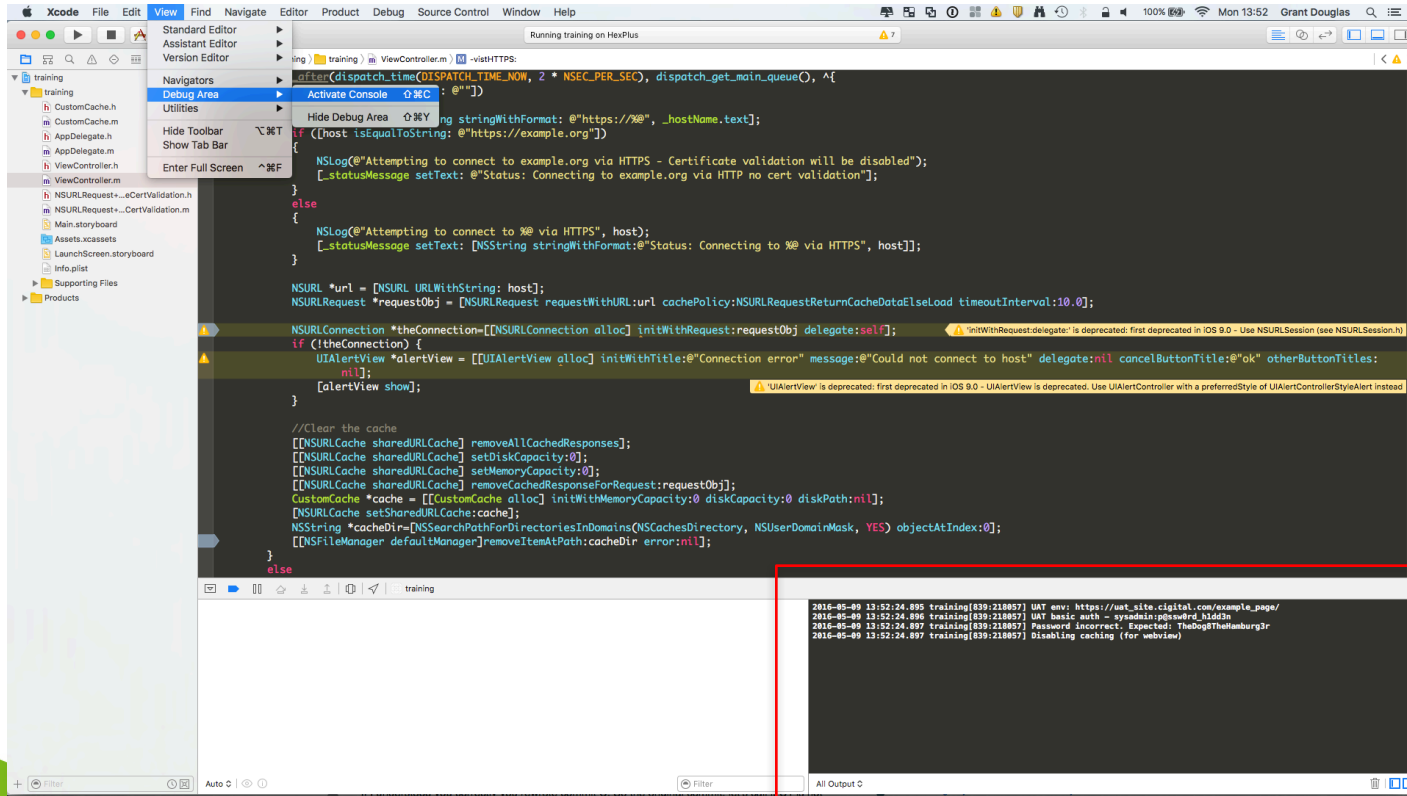 Xcode File Edit View Find Navigate Editor Product Debug Source Control Window Help
100% Mon 13:52 Grant Douglas
Running training on HexPlus
7
Standard Editor
Assistant Editor
Version Editor
Navigators
Debug Area
Utilities
Hide Toolbar ⌥⌘T
Show Tab Bar
Enter Full Screen ^⌘F
Activate Console ⇧⌘C
Hide Debug Area ⇧⌘Y
training
training
CustomCache.h
CustomCache.m
AppDelegate.h
AppDelegate.m
ViewController.h
ViewController.m
NSURLRequest+...eCertValidation.h
NSURLRequest+...CertValidation.m
Main.storyboard
Assets.xcassets
LaunchScreen.storyboard
Info.plist
Supporting Files
Products
ing 〉 training 〉 ViewController.m 〉 -vistHTTPS:
_after(dispatch_time(DISPATCH_TIME_NOW, 2 * NSEC_PER_SEC), dispatch_get_main_queue(), ^{
: @""])
ng stringWithFormat: @"https://%@", _hostName.text];
if ([host isEqualToString: @"https://example.org"])
{
NSLog(@"Attempting to connect to example.org via HTTPS - Certificate validation will be disabled");
[_statusMessage setText: @"Status: Connecting to example.org via HTTP no cert validation"];
}
else
{
NSLog(@"Attempting to connect to %@ via HTTPS", host);
[_statusMessage setText: [NSString stringWithFormat:@"Status: Connecting to %@ via HTTPS", host]];
}
NSURL *url = [NSURL URLWithString: host];
NSURLRequest *requestObj = [NSURLRequest requestWithURL:url cachePolicy:NSURLRequestReturnCacheDataElseLoad timeoutInterval:10.0];
NSURLConnection *theConnection=[[NSURLConnection alloc] initWithRequest:requestObj delegate:self];
'initWithRequest:delegate:' is deprecated: first deprecated in iOS 9.0 - Use NSURLSession (see NSURLSession.h)
if (!theConnection) {
UIAlertView *alertView = [[UIAlertView alloc] initWithTitle:@"Connection error" message:@"Could not connect to host" delegate:nil cancelButtonTitle:@"ok" otherButtonTitles:
nil];
[alertView show];
'UIAlertView' is deprecated: first deprecated in iOS 9.0 - UIAlertView is deprecated. Use UIAlertController with a preferredStyle of UIAlertControllerStyleAlert instead
}
//Clear the cache
[[NSURLCache sharedURLCache] removeAllCachedResponses];
[[NSURLCache sharedURLCache] setDiskCapacity:0];
[[NSURLCache sharedURLCache] setMemoryCapacity:0];
[[NSURLCache sharedURLCache] removeCachedResponseForRequest:requestObj];
CustomCache *cache = [[CustomCache alloc] initWithMemoryCapacity:0 diskCapacity:0 diskPath:nil];
[NSURLCache setSharedURLCache:cache];
NSString *cacheDir=[NSSearchPathForDirectoriesInDomains(NSCachesDirectory, NSUserDomainMask, YES) objectAtIndex:0];
[[NSFileManager defaultManager]removeItemAtPath:cacheDir error:nil];
}
else
training
2016-05-09 13:52:24.895 training[839:218057] UAT env: https://uat_site.cigital.com/example_page/
2016-05-09 13:52:24.896 training[839:218057] UAT basic auth - sysadmin:p@ssw0rd_h1dd3n
2016-05-09 13:52:24.897 training[839:218057] Password incorrect. Expected: TheDog8TheHamburg3r
2016-05-09 13:52:24.897 training[839:218057] Disabling caching (for webview)
Filter
Auto
Filter
All Output